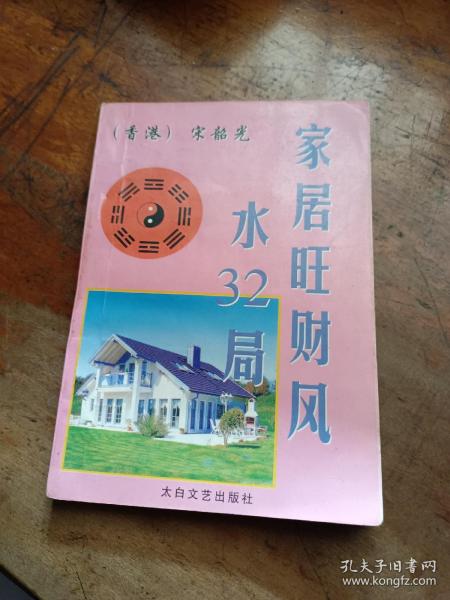 （香港） 宋韶光
家居旺财风
水32局
太白文艺出版社
孔夫子旧书网
www.kongfz.com